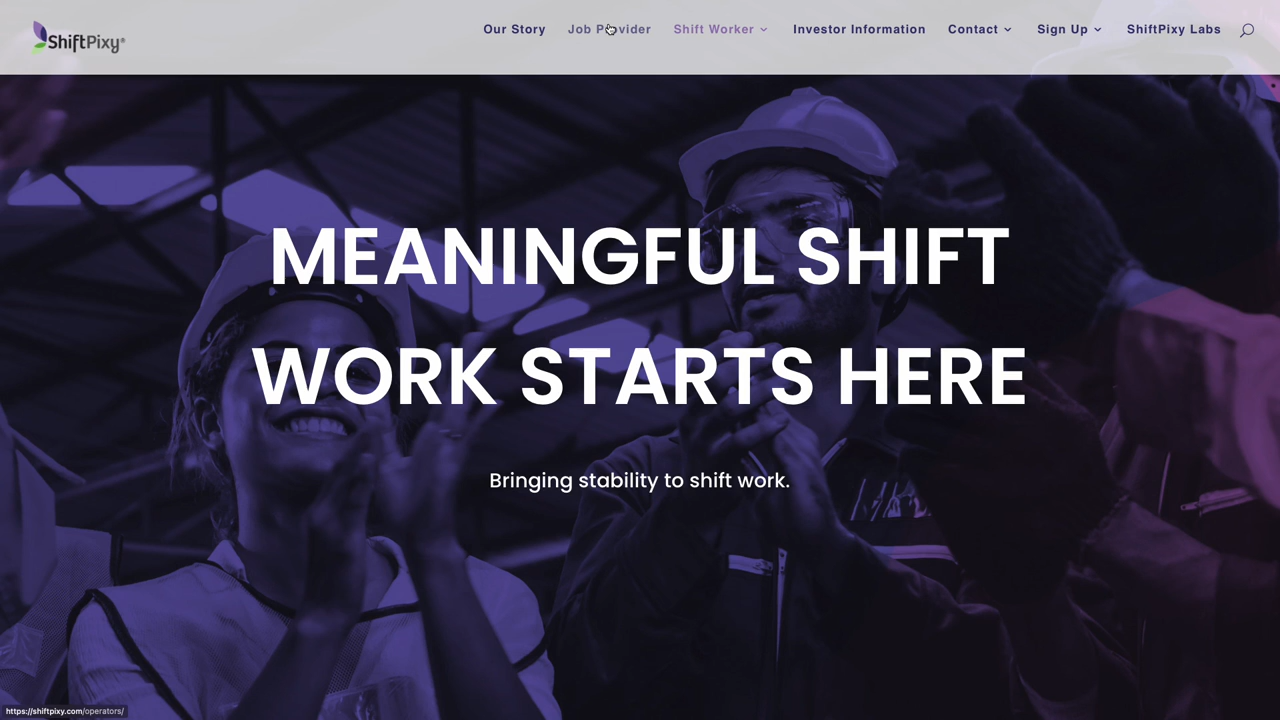 ShiftPixy®
Our Story
Job Provider
Shift Worker
Investor Information
Contact
Sign Up
ShiftPixy Labs
MEANINGFUL SHIFT
WORK STARTS HERE
Bringing stability to shift work.
https://shiftpixy.com/operators/